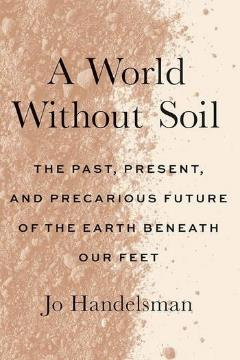 A World
Without Soil
THE PAST, PRESENT,
AND PRECARIOUS FUTURE
OF THE EARTH BENEATH
OUR FEET
Jo Handelsman